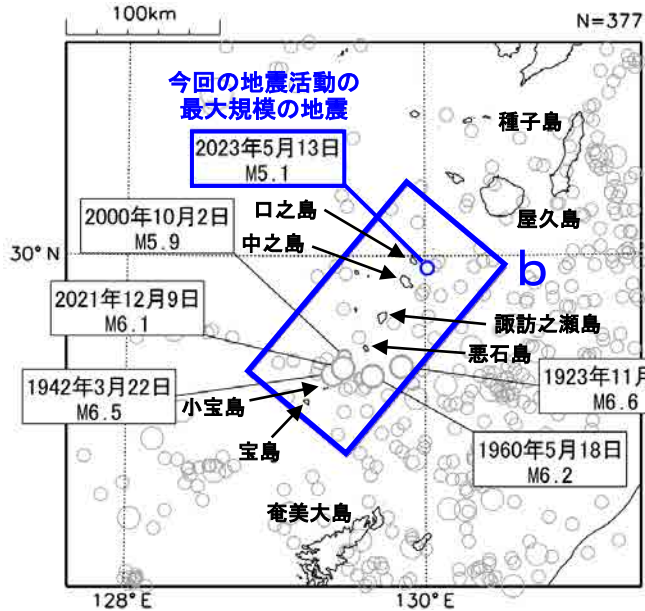 100km
N=377
今回の地震活動の
最大規模の地震
種子島
2023年5月13日
M5.1
屋久島
2000年10月2日
M5.9
口之島
中之島
30°N
b
2021年12月9日
M6.1
諏訪之瀬島
悪石島
1942年3月22日
M6.5
小宝島
宝島
1923年11月
M6.6
1960年5月18日
M6.2
奄美大島
128°E
130°E